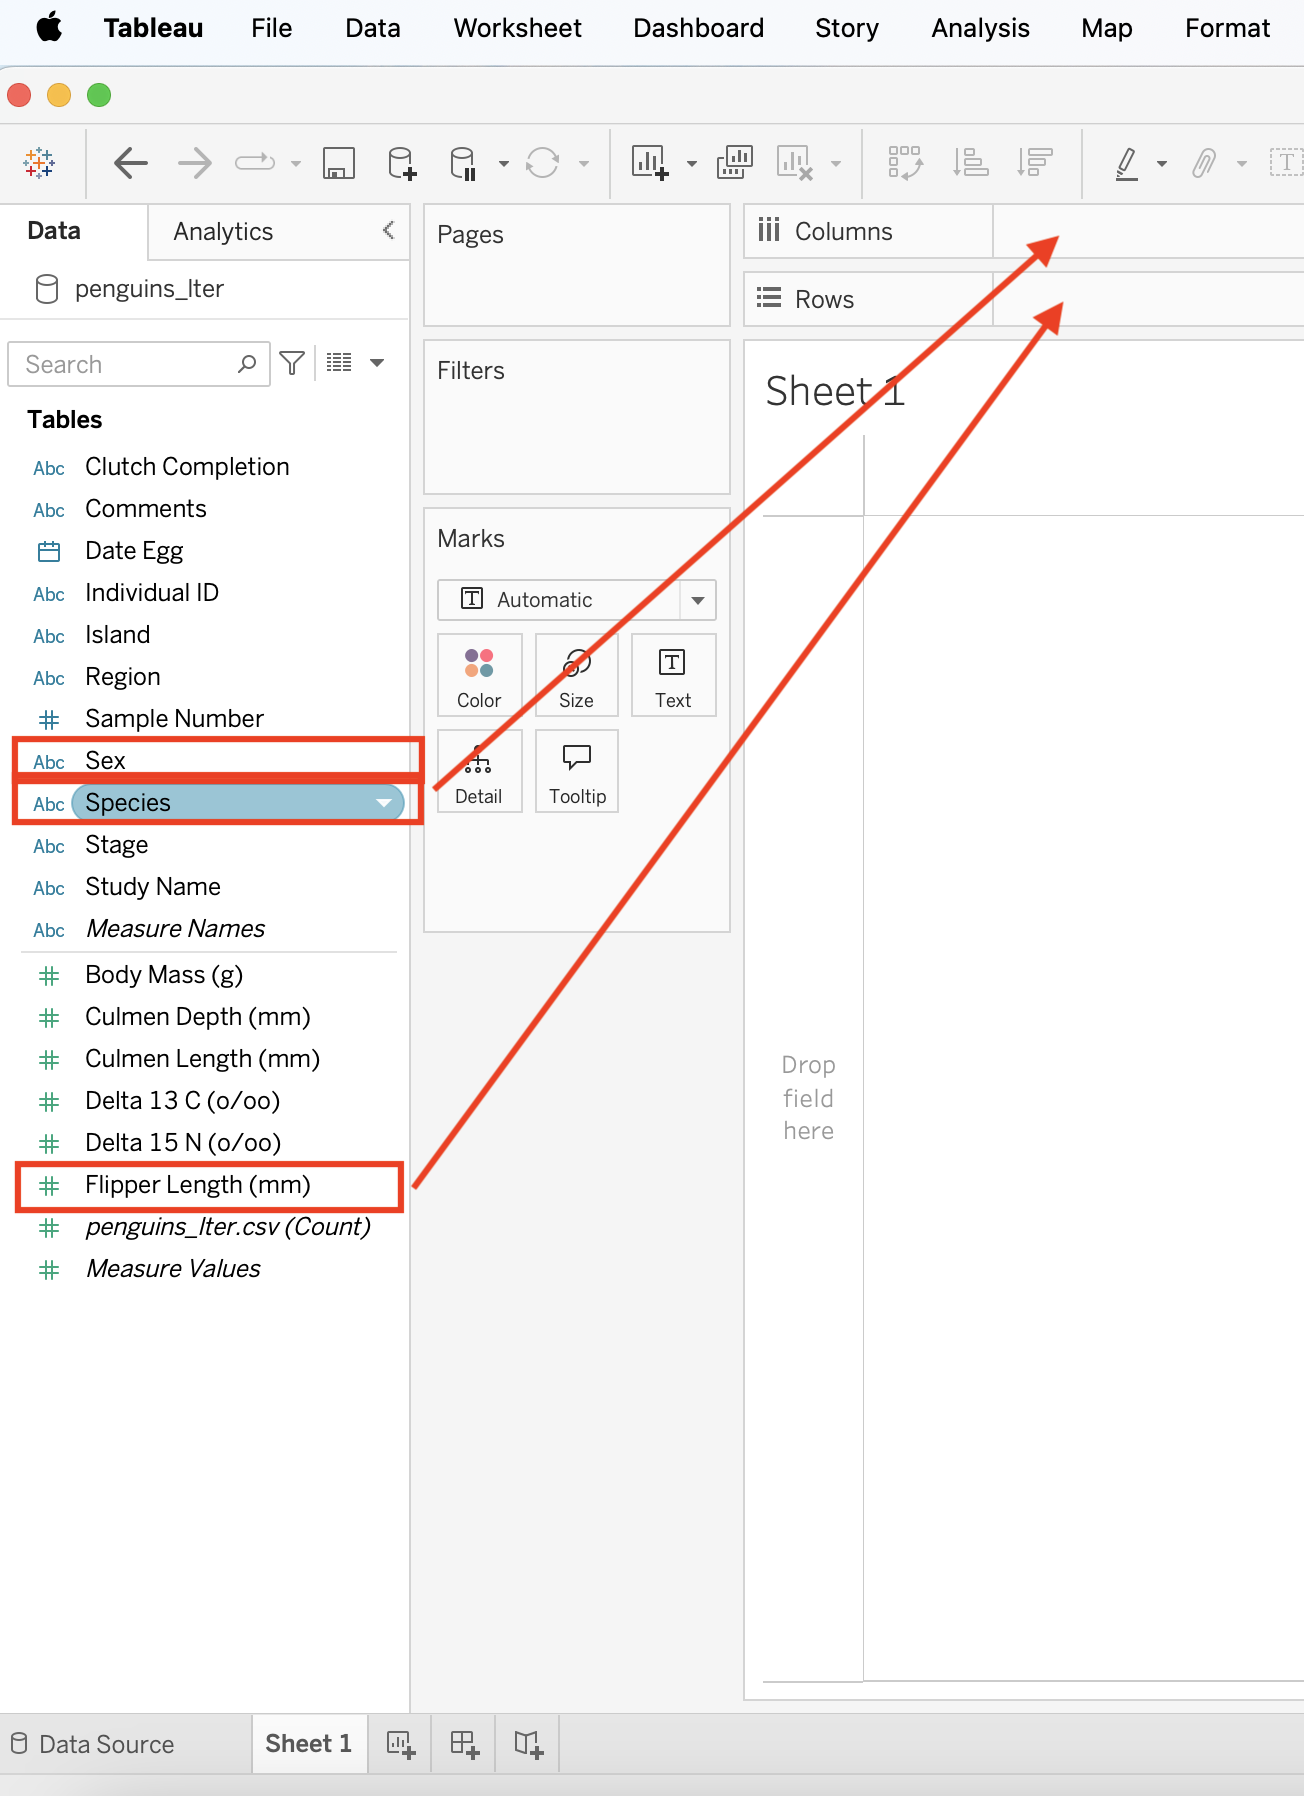 Tableau File Data Worksheet Dashboard Story Analysis Map Format
Data Analytics
penguins_lter
Search
Tables
Abc Clutch Completion
Abc Comments
Date Egg
Abc Individual ID
Abc Island
Abc Region
# Sample Number
Abc Sex
Abc Species
Abc Stage
Abc Study Name
Abc Measure Names
# Body Mass (g)
# Culmen Depth (mm)
# Culmen Length (mm)
# Delta 13 C (o/oo)
# Delta 15 N (o/oo)
# Flipper Length (mm)
# penguins_lter.csv (Count)
# Measure Values
Pages
Filters
Marks
T Automatic
Color Size T Text
Detail Tooltip
Columns
Rows
Sheet 1
Drop
field
here
Data Source Sheet 1